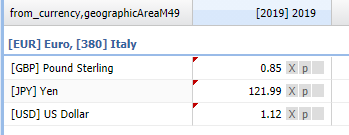 from_currency,geographicAreaM49 [2019] 2019
[EUR] Euro, [380] Italy
[GBP] Pound Sterling 0.85 X p
[JPY] Yen 121.99 X p
[USD] US Dollar 1.12 X p